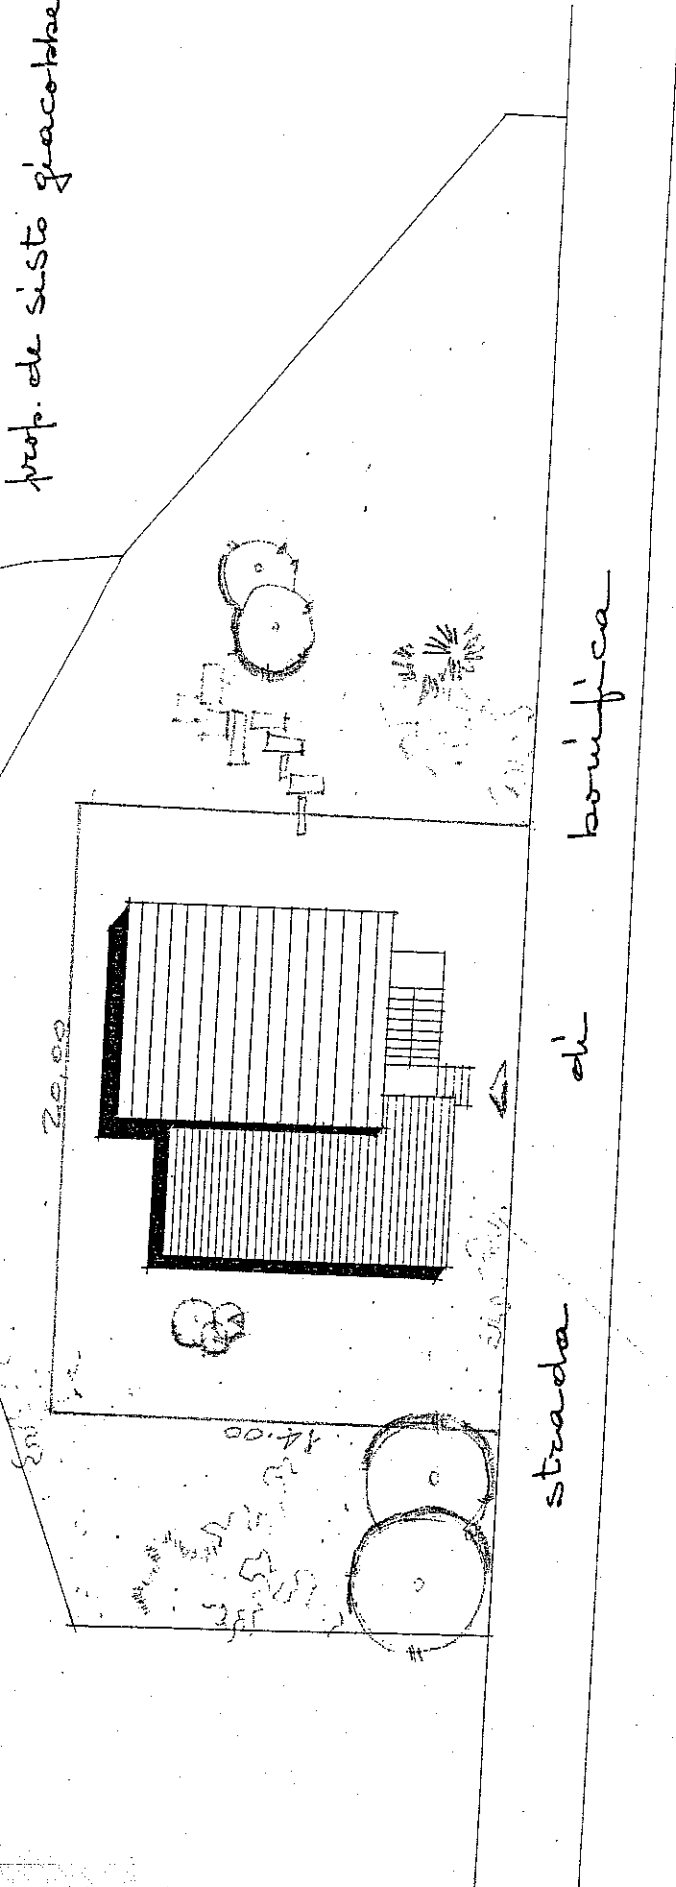 prop. de sisto giacobbe
20,00
14.00
strada di bonifica